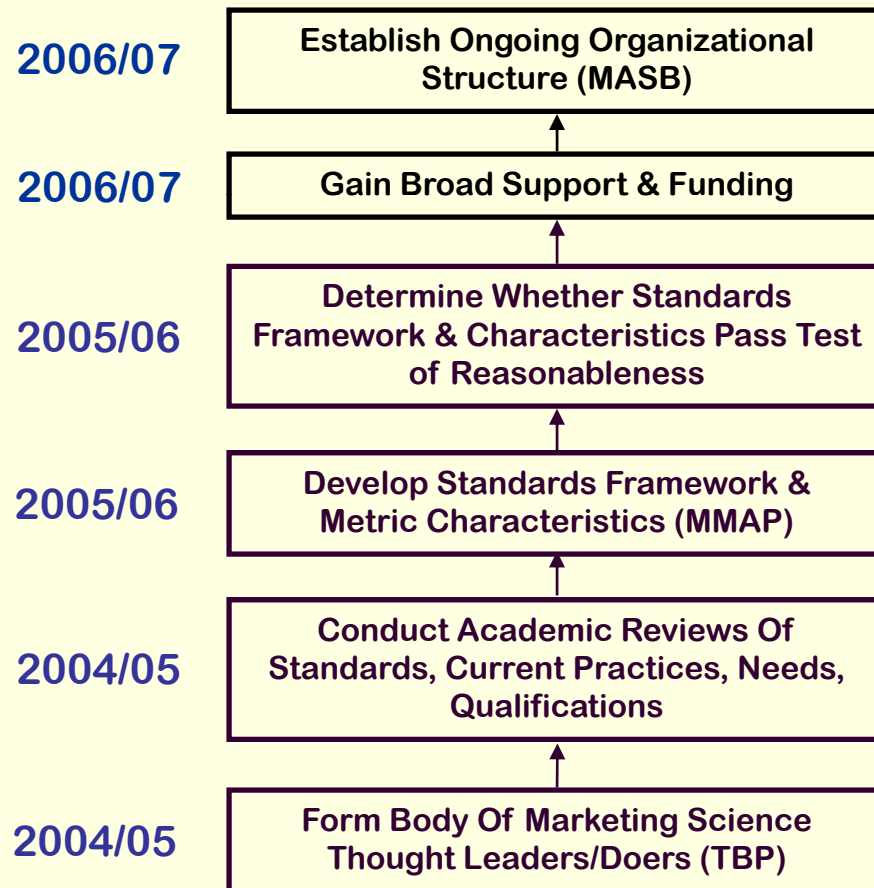 2006/07
Establish Ongoing Organizational
Structure (MASB)
2006/07
Gain Broad Support & Funding
2005/06
Determine Whether Standards
Framework & Characteristics Pass Test
of Reasonableness
2005/06
Develop Standards Framework &
Metric Characteristics (MMAP)
2004/05
Conduct Academic Reviews Of
Standards, Current Practices, Needs,
Qualifications
2004/05
Form Body Of Marketing Science
Thought Leaders/Doers (TBP)